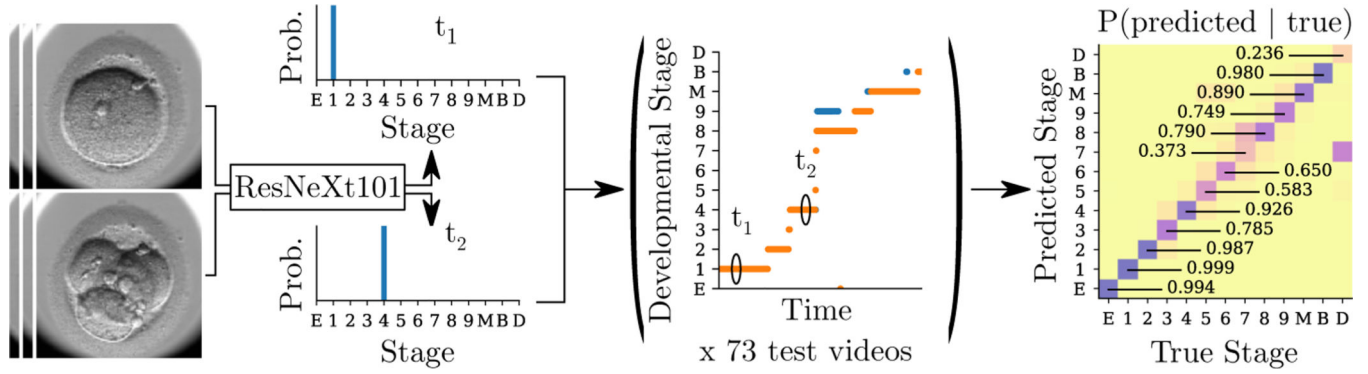 Prob.
t1
E 1 2 3 4 5 6 7 8 9 M B D
Stage
ResNeXt101
t2
Prob.
E 1 2 3 4 5 6 7 8 9 M B D
Stage
Developmental Stage
D
B
M
9
8
7
6
5
4
3
2
1
E
t1
t2
Time
x 73 test videos
P(predicted | true)
Predicted Stage
D
B
M
9
8
7
6
5
4
3
2
1
E
0.236
0.980
0.890
0.749
0.790
0.373
0.650
0.583
0.926
0.785
0.987
0.999
0.994
E 1 2 3 4 5 6 7 8 9 M B D
True Stage